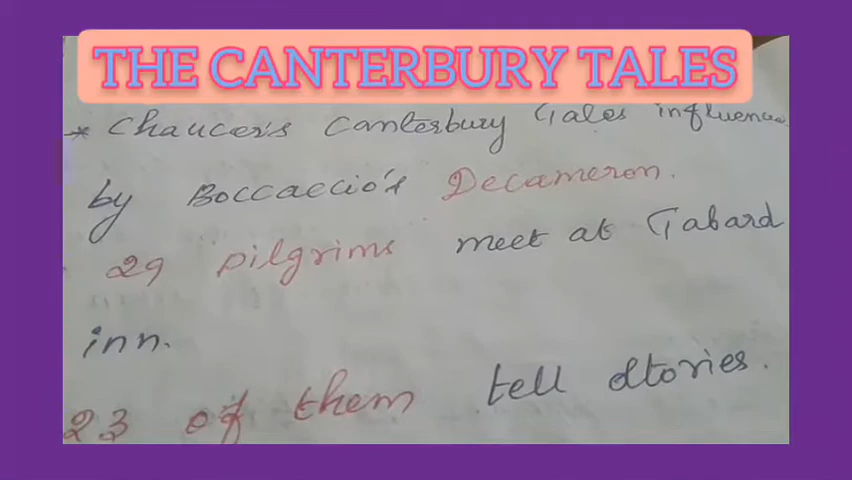 THE CANTERBURY TALES
* Chaucer's Canterbury Tales influence
by Boccaccio's Decameron.
29 pilgrims meet at Tabard
inn.
23 of them tell stories.